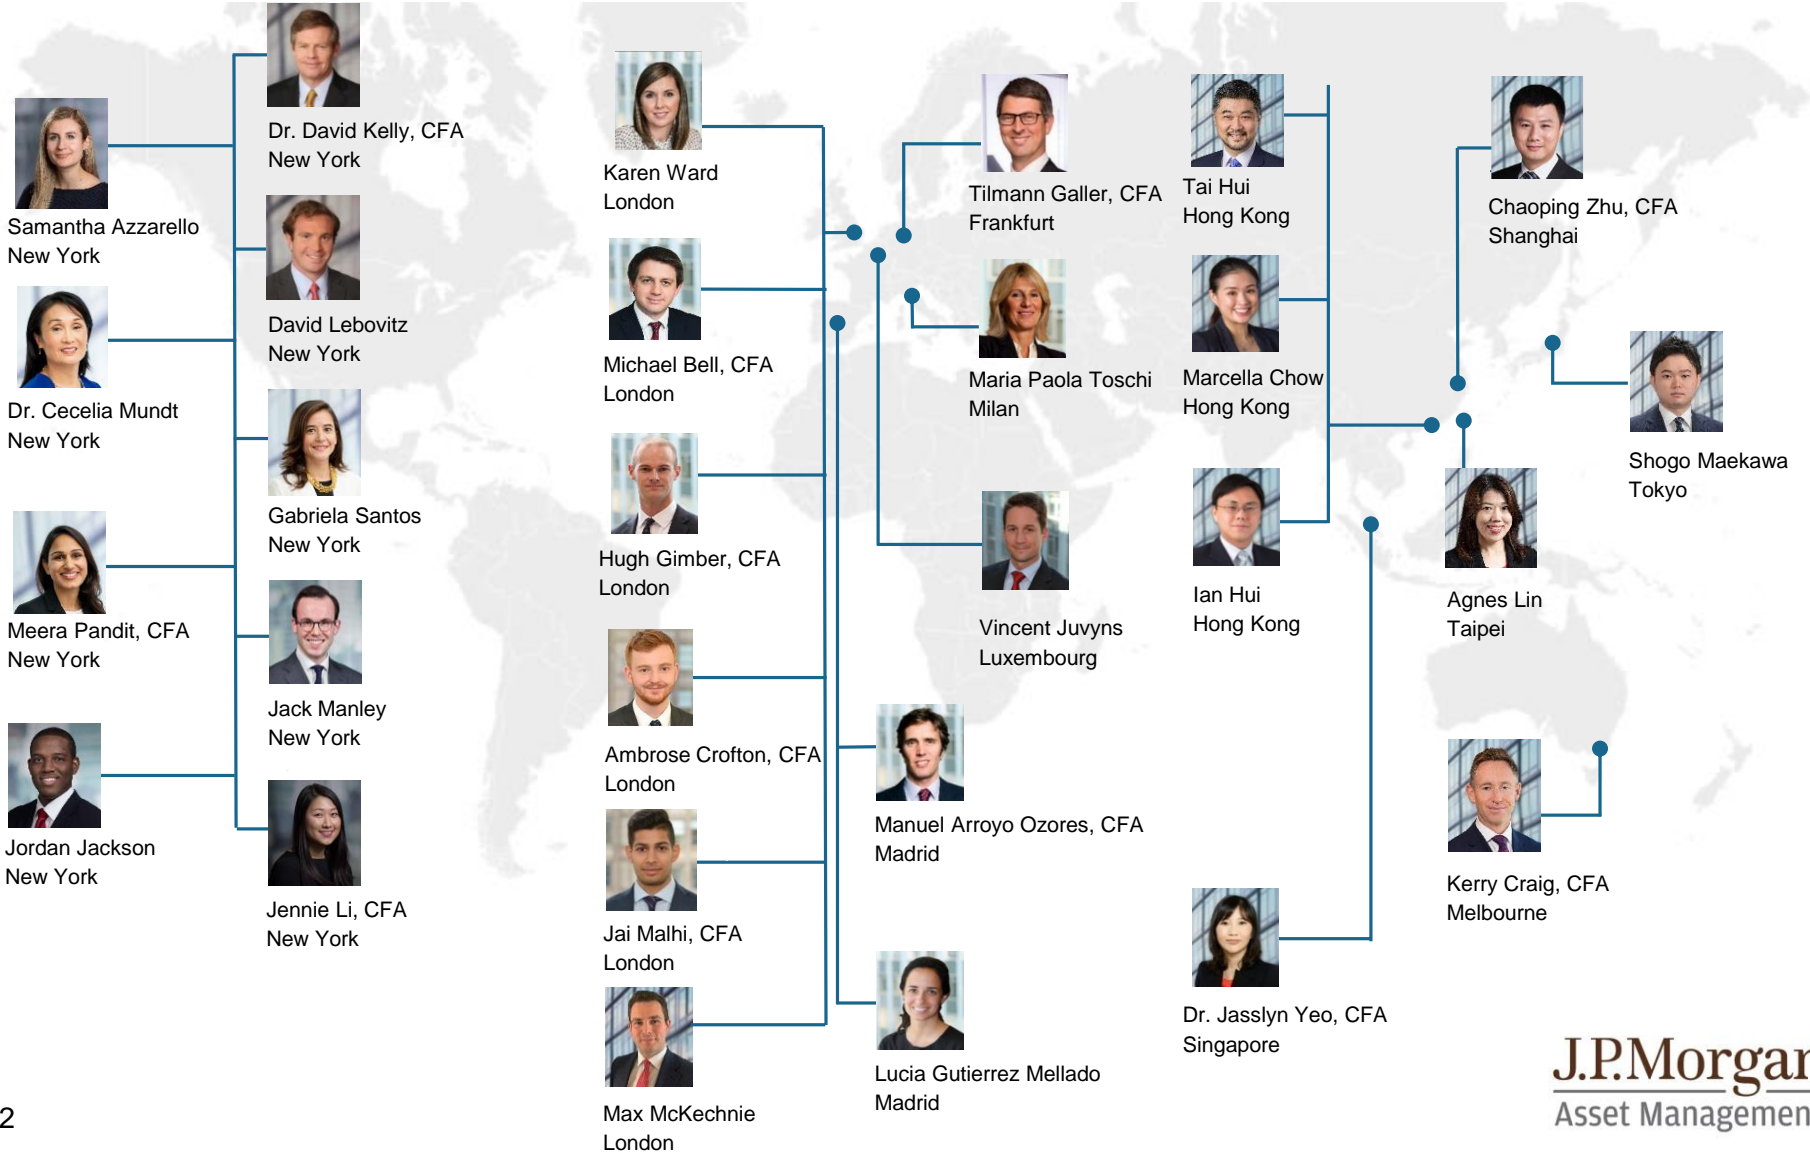 Samantha Azzarello
New York
Dr. Cecelia Mundt
New York
Meera Pandit, CFA
New York
Jordan Jackson
New York
Dr. David Kelly, CFA
New York
David Lebovitz
New York
Gabriela Santos
New York
Jack Manley
New York
Jennie Li, CFA
New York
Karen Ward
London
Michael Bell, CFA
London
Hugh Gimber, CFA
London
Ambrose Crofton, CFA
London
Jai Malhi, CFA
London
Max McKechnie
London
Tilmann Galler, CFA
Frankfurt
Maria Paola Toschi
Milan
Vincent Juvyns
Luxembourg
Manuel Arroyo Ozores, CFA
Madrid
Lucia Gutierrez Mellado
Madrid
Tai Hui
Hong Kong
Marcella Chow
Hong Kong
Ian Hui
Hong Kong
Dr. Jasslyn Yeo, CFA
Singapore
Chaoping Zhu, CFA
Shanghai
Shogo Maekawa
Tokyo
Agnes Lin
Taipei
Kerry Craig, CFA
Melbourne
J.P.Morgan
Asset Managemen
2